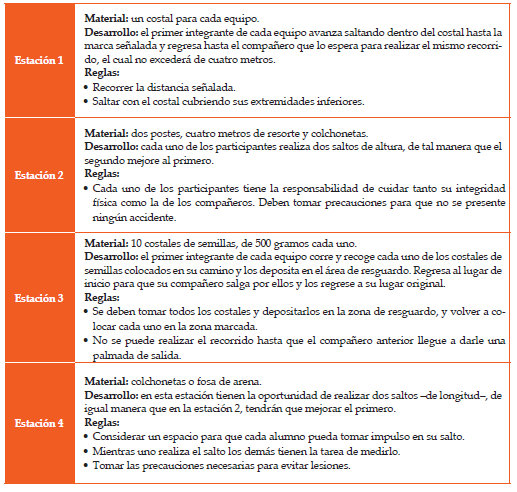 Estación 1
Material: un costal para cada equipo.
Desarrollo: el primer integrante de cada equipo avanza saltando dentro del costal hasta la
marca señalada y regresa hasta el compañero que lo espera para realizar el mismo recorri-
do, el cual no excederá de cuatro metros.
Reglas:
• Recorrer la distancia señalada.
• Saltar con el costal cubriendo sus extremidades inferiores.
Estación 2
Material: dos postes, cuatro metros de resorte y colchonetas.
Desarrollo: cada uno de los participantes realiza dos saltos de altura, de tal manera que el
segundo mejore al primero.
Reglas:
• Cada uno de los participantes tiene la responsabilidad de cuidar tanto su integridad
física como la de los compañeros. Deben tomar precauciones para que no se presente
ningún accidente.
Estación 3
Material: 10 costales de semillas, de 500 gramos cada uno.
Desarrollo: el primer integrante de cada equipo corre y recoge cada uno de los costales de
semillas colocados en su camino y los deposita en el área de resguardo. Regresa al lugar de
inicio para que su compañero salga por ellos y los regrese a su lugar original.
Reglas:
• Se deben tomar todos los costales y depositarlos en la zona de resguardo, y volver a co-
locar cada uno en la zona marcada.
• No se puede realizar el recorrido hasta que el compañero anterior llegue a darle una
palmada de salida.
Estación 4
Material: colchonetas o fosa de arena.
Desarrollo: en esta estación tienen la oportunidad de realizar dos saltos –de longitud–, de
igual manera que en la estación 2, tendrán que mejorar el primero.
Reglas:
• Considerar un espacio para que cada alumno pueda tomar impulso en su salto.
• Mientras uno realiza el salto los demás tienen la tarea de medirlo.
• Tomar las precauciones necesarias para evitar lesiones.